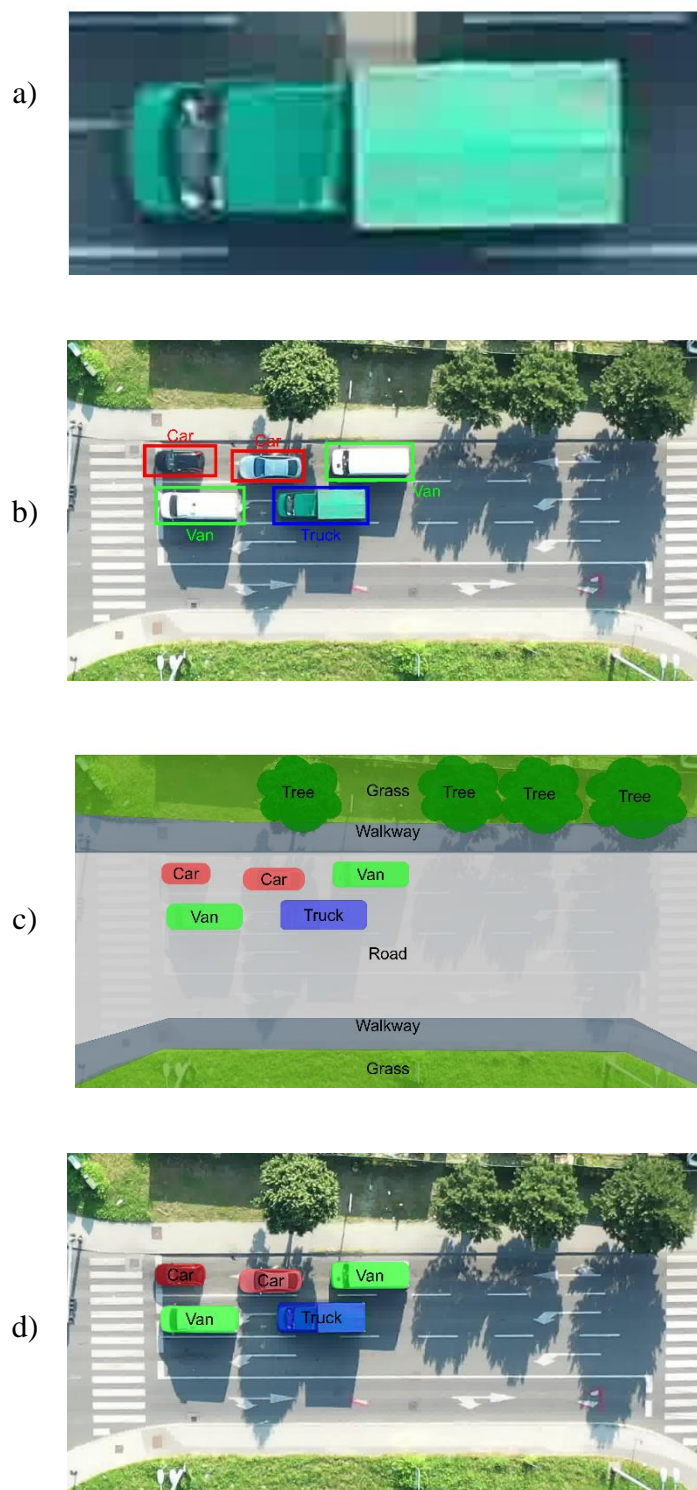 a)
b)
Car
Car
Van
Van
Truck
c)
Tree
Grass
Tree
Tree
Tree
Walkway
Car
Car
Van
Van
Truck
Road
Walkway
Grass
d)
Car
Car
Van
Van
Truck